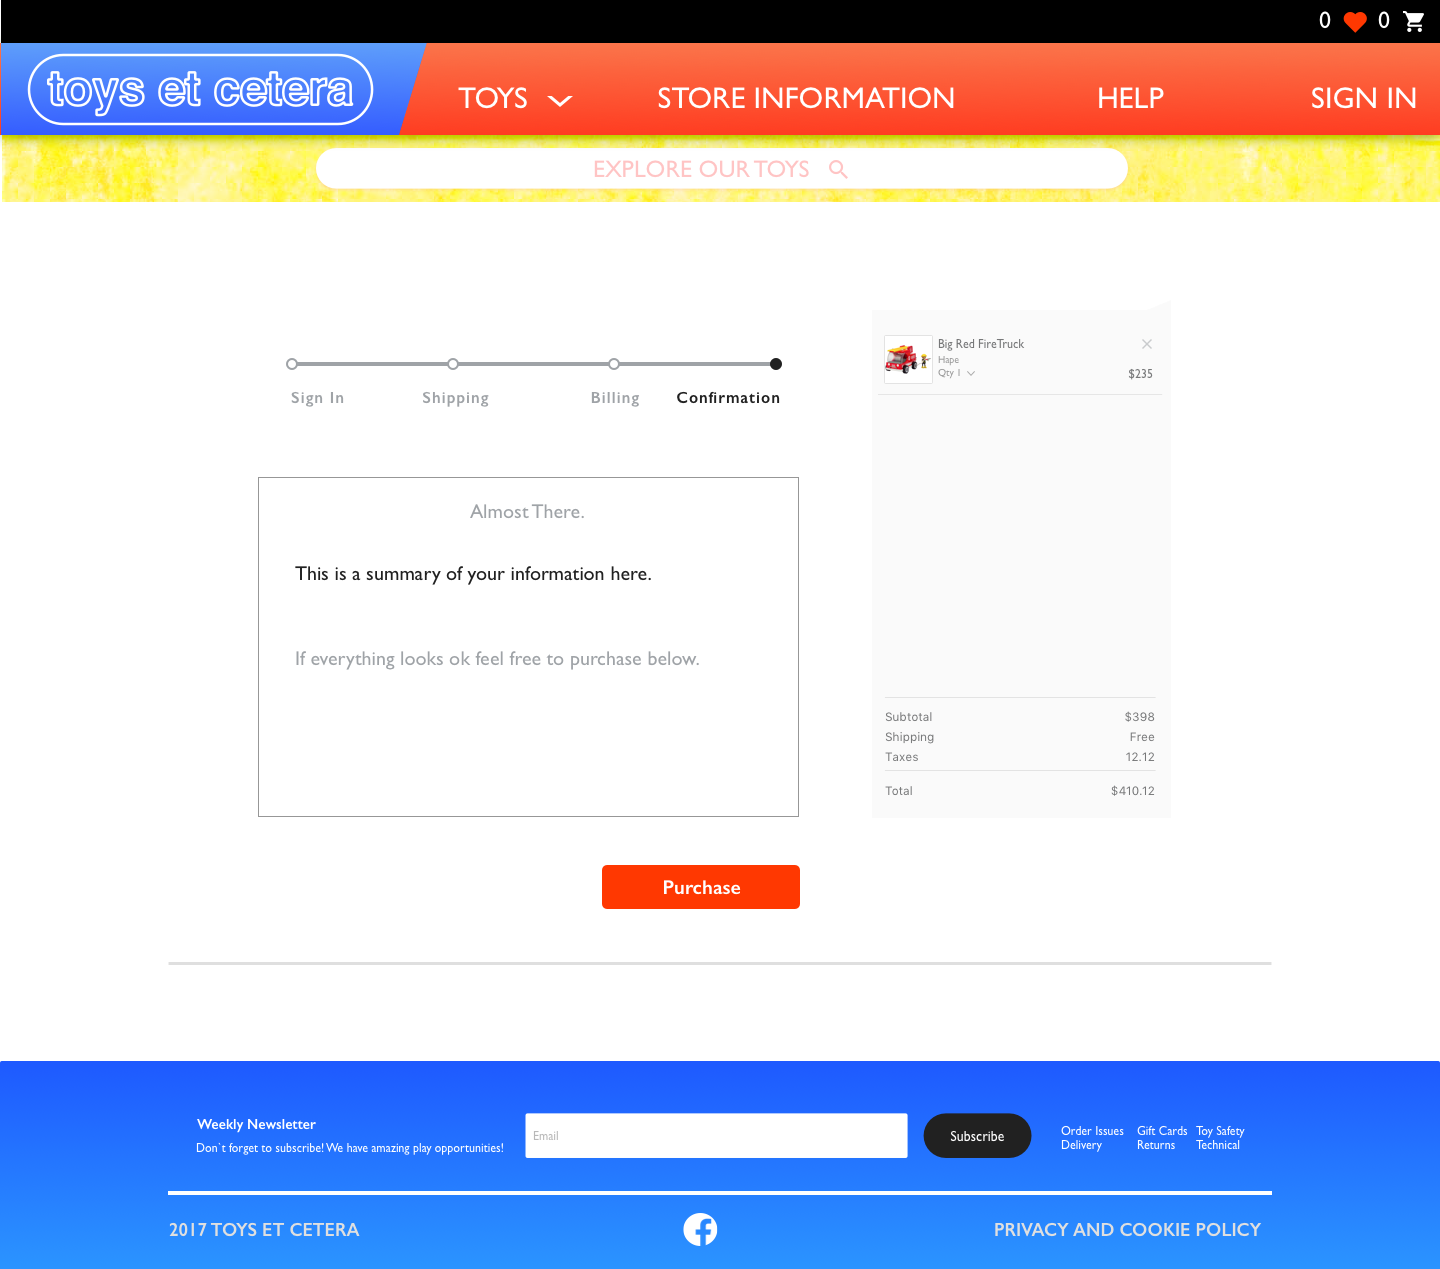 0 0
toys et cetera
TOYS
STORE INFORMATION
HELP
SIGN IN
EXPLORE OUR TOYS
Sign In
Shipping
Billing
Confirmation
Almost There.
This is a summary of your information here.
If everything looks ok feel free to purchase below.
Big Red FireTruck
Hape
Qty 1
$235
Subtotal $398
Shipping Free
Taxes 12.12
Total $410.12
Purchase
Weekly Newsletter
Don`t forget to subscribe! We have amazing play opportunities!
Email
Subscribe
Order Issues Gift Cards Toy Safety
Delivery Returns Technical
2017 TOYS ET CETERA
PRIVACY AND COOKIE POLICY